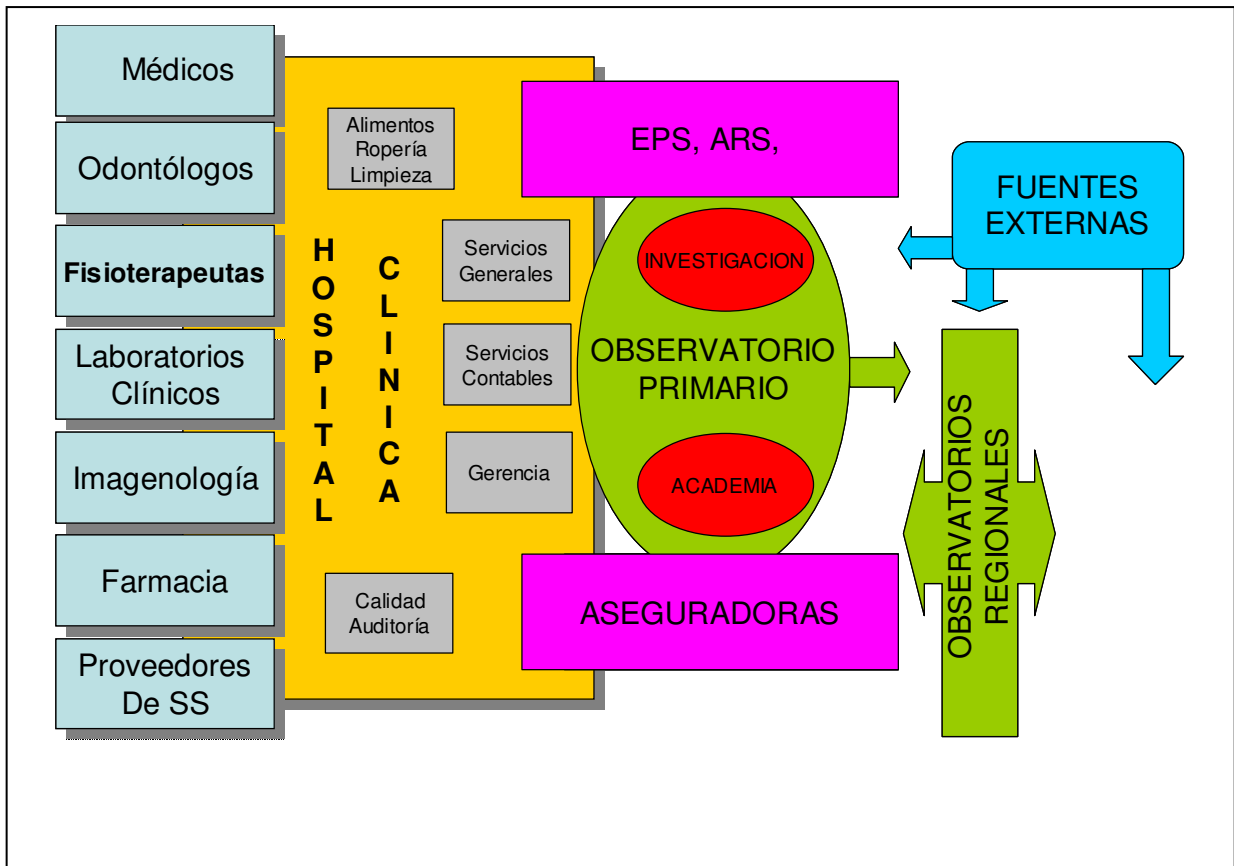 Médicos
Odontólogos
Fisioterapeutas
Laboratorios
Clínicos
Imagenología
Farmacia
Proveedores
De SS
HOSPITAL
CLINICA
Alimentos
Ropería
Limpieza
Servicios
Generales
Servicios
Contables
Gerencia
Calidad
Auditoría
EPS, ARS,
INVESTIGACION
OBSERVATORIO
PRIMARIO
ACADEMIA
ASEGURADORAS
FUENTES
EXTERNAS
OBSERVATORIOS
REGIONALES